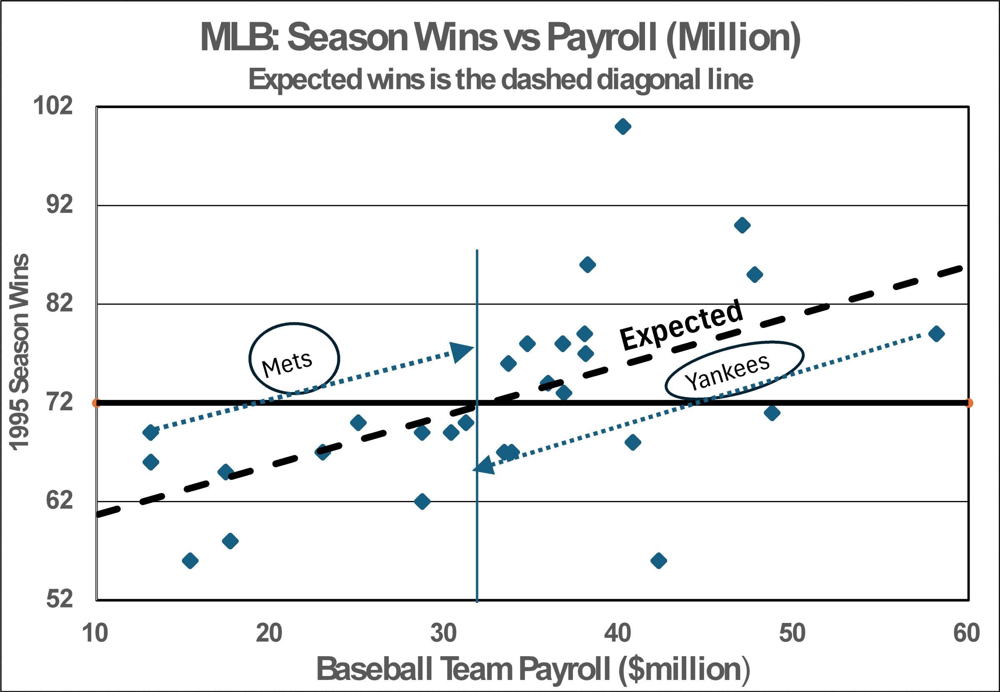 MLB: Season Wins vs Payroll (Million)
Expected wins is the dashed diagonal line
102
92
82
72
62
52
1995 Season Wins
Mets
Expected
Yankees
10 20 30 40 50 60
Baseball Team Payroll ($million)